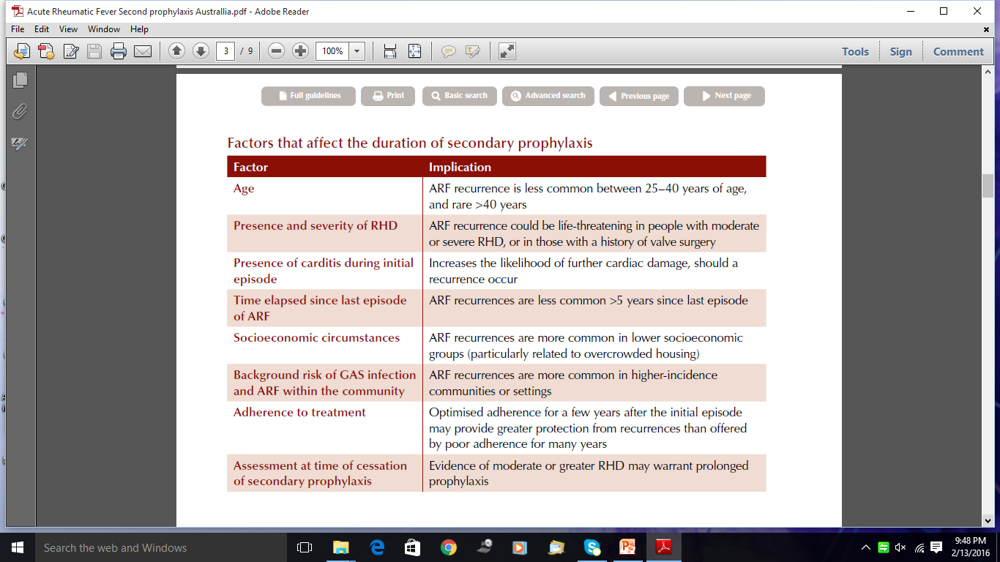 Acute Rheumatic Fever Second prophylaxis Australlia.pdf - Adobe Reader
File Edit View Window Help
3 / 9 100% Tools Sign Comment
Full guidelines Print Basic search Advanced search Previous page Next page
Factors that affect the duration of secondary prophylaxis
Factor Implication
Age ARF recurrence is less common between 25–40 years of age,
and rare >40 years
Presence and severity of RHD ARF recurrence could be life-threatening in people with moderate
or severe RHD, or in those with a history of valve surgery
Presence of carditis during initial Increases the likelihood of further cardiac damage, should a
episode recurrence occur
Time elapsed since last episode ARF recurrences are less common >5 years since last episode
of ARF
Socioeconomic circumstances ARF recurrences are more common in lower socioeconomic
groups (particularly related to overcrowded housing)
Background risk of GAS infection ARF recurrences are more common in higher-incidence
and ARF within the community communities or settings
Adherence to treatment Optimised adherence for a few years after the initial episode
may provide greater protection from recurrences than offered
by poor adherence for many years
Assessment at time of cessation Evidence of moderate or greater RHD may warrant prolonged
of secondary prophylaxis prophylaxis
Search the web and Windows 9:48 PM
2/13/2016